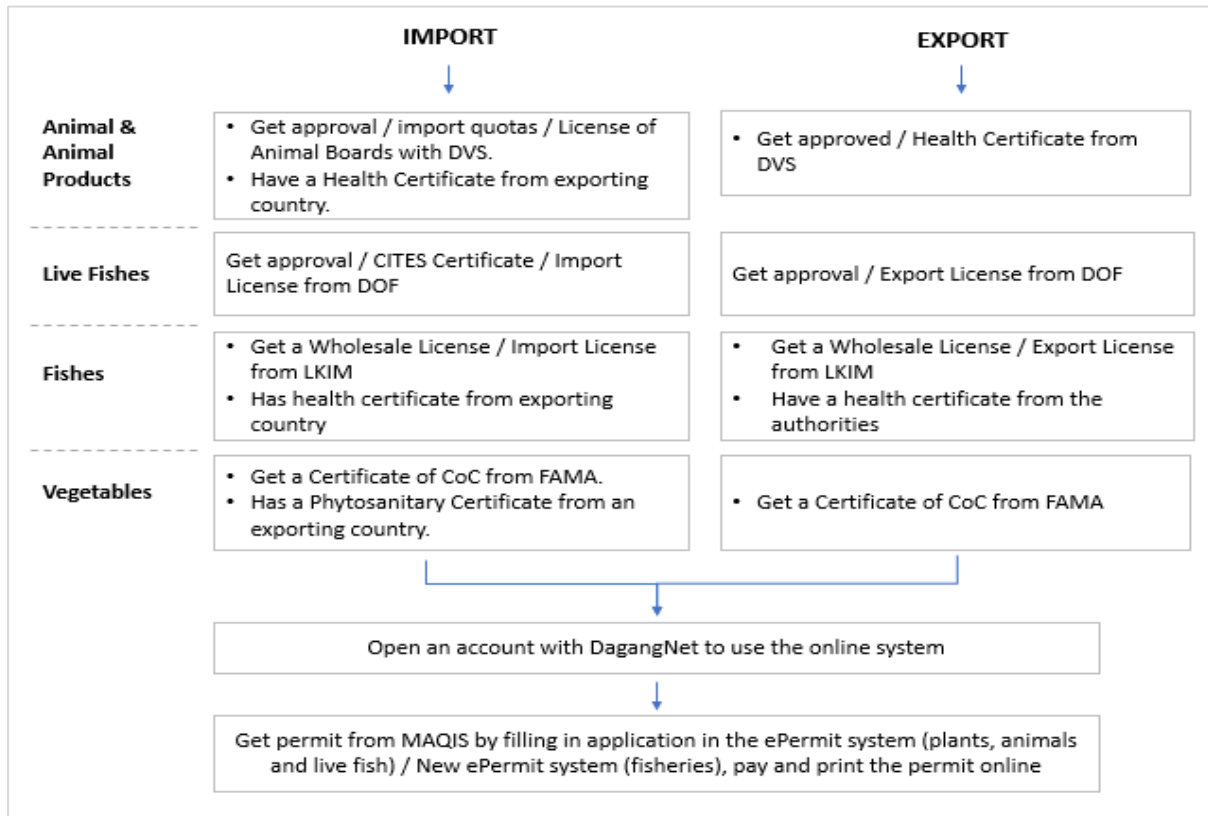 IMPORT
EXPORT
Animal &
Animal
Products
• Get approval / import quotas / License of
Animal Boards with DVS.
• Have a Health Certificate from exporting
country.
• Get approved / Health Certificate from
DVS
Live Fishes
Get approval / CITES Certificate / Import
License from DOF
Get approval / Export License from DOF
Fishes
• Get a Wholesale License / Import License
from LKIM
• Has health certificate from exporting
country
• Get a Wholesale License / Export License
from LKIM
• Have a health certificate from the
authorities
Vegetables
• Get a Certificate of CoC from FAMA.
• Has a Phytosanitary Certificate from an
exporting country.
• Get a Certificate of CoC from FAMA
Open an account with DagangNet to use the online system
Get permit from MAQIS by filling in application in the ePermit system (plants, animals
and live fish) / New ePermit system (fisheries), pay and print the permit online